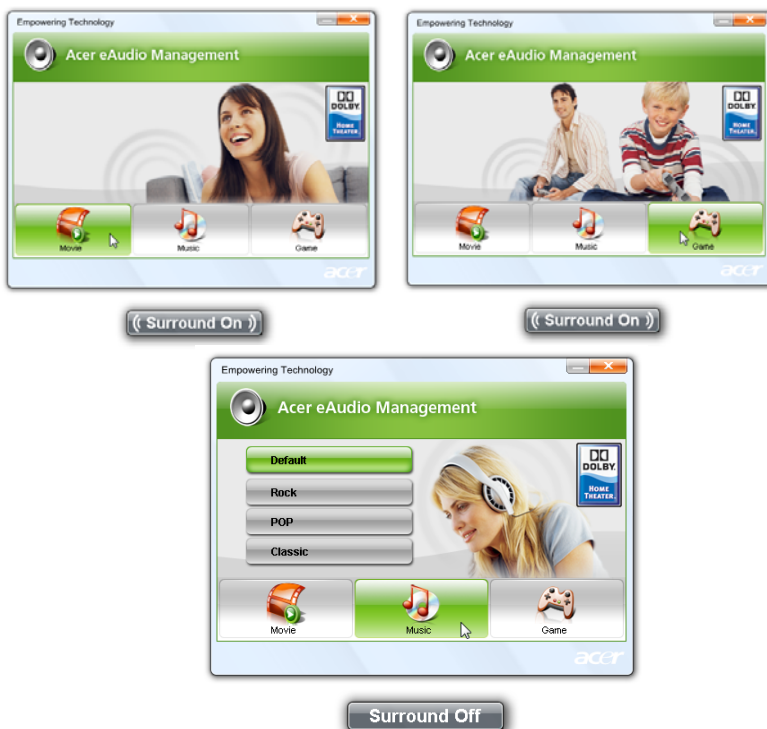 Empowering Technology
Acer eAudio Management
DOLBY
HOME
THEATER
Movie
Music
Game
acer
(( Surround On ))
Empowering Technology
Acer eAudio Management
DOLBY
HOME
THEATER
Movie
Music
Game
acer
(( Surround On ))
Empowering Technology
Acer eAudio Management
Default
Rock
POP
Classic
DOLBY
HOME
THEATER
Movie
Music
Game
acer
Surround Off